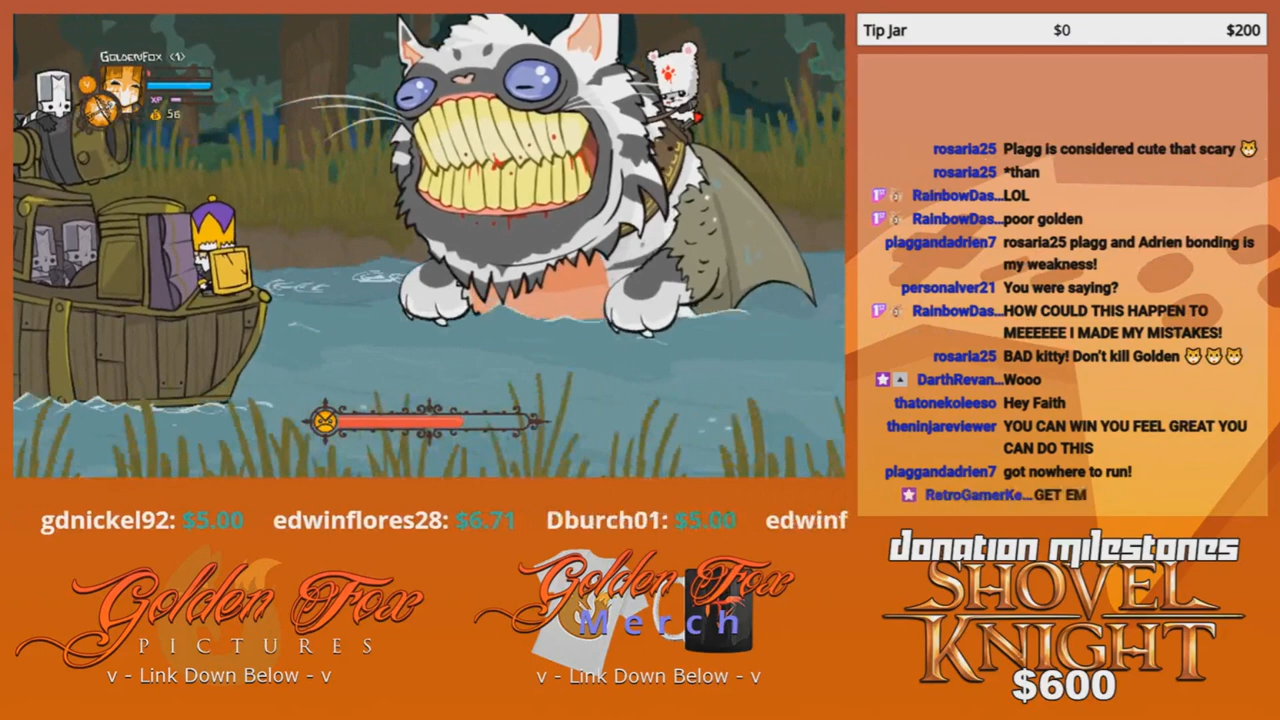 GoldenFox (1)
XP
56
Tip Jar $0 $200
rosaria25 Plagg is considered cute that scary
rosaria25 *than
RainbowDas...LOL
RainbowDas...poor golden
plaggandadrien7 rosaria25 plagg and Adrien bonding is
my weakness!
personalver21 You were saying?
RainbowDas...HOW COULD THIS HAPPEN TO
MEEEEEE I MADE MY MISTAKES!
rosaria25 BAD kitty! Don't kill Golden
DarthRevan...Wooo
thatonekoleeso Hey Faith
theninjareviewer YOU CAN WIN YOU FEEL GREAT YOU
CAN DO THIS
plaggandadrien7 got nowhere to run!
RetroGamerKe...GET EM
gdnickel92: $5.00 edwinflores28: $6.71 Dburch01: $5.00 edwinf
Golden Fox
PICTURES
v - Link Down Below - v
Golden Fox
Merch
v - Link Down Below - v
Donation Milestones
SHOVEL
KNIGHT
$600